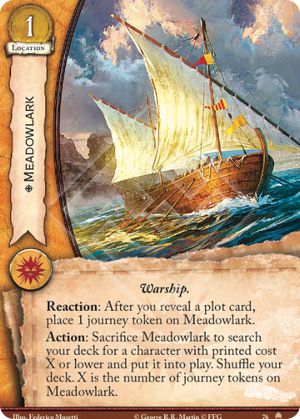 1
LOCATION
MEADOWLARK
Warship.
Reaction: After you reveal a plot card,
place 1 journey token on Meadowlark.
Action: Sacrifice Meadowlark to search
your deck for a character with printed cost
X or lower and put it into play. Shuffle
your deck. X is the number of journey tokens on
Meadowlark.
Illus. Federico Musetti © George R.R. Martin © FFG 76